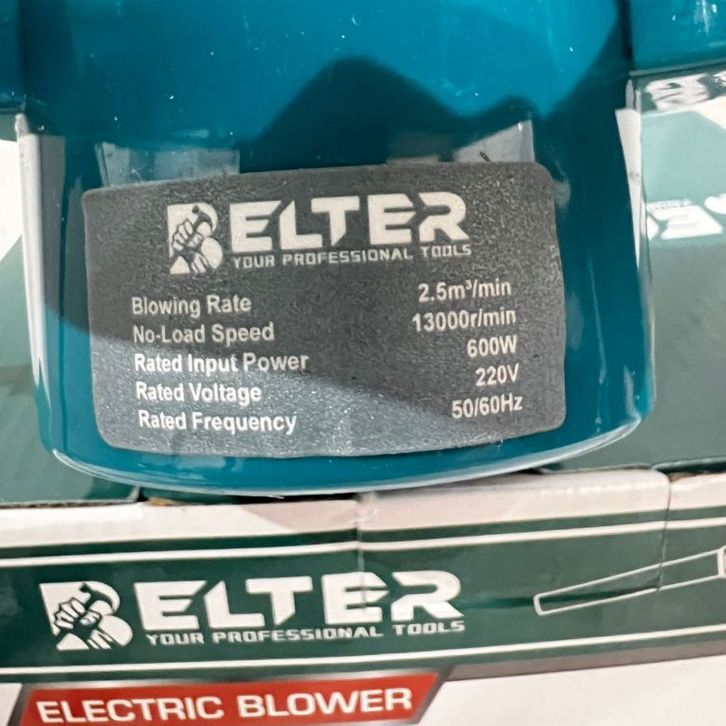 BELTER
YOUR PROFESSIONAL TOOLS
Blowing Rate 2.5m³/min
No-Load Speed 13000r/min
Rated Input Power 600W
Rated Voltage 220V
Rated Frequency 50/60Hz
BELTER
YOUR PROFESSIONAL TOOLS
ELECTRIC BLOWER